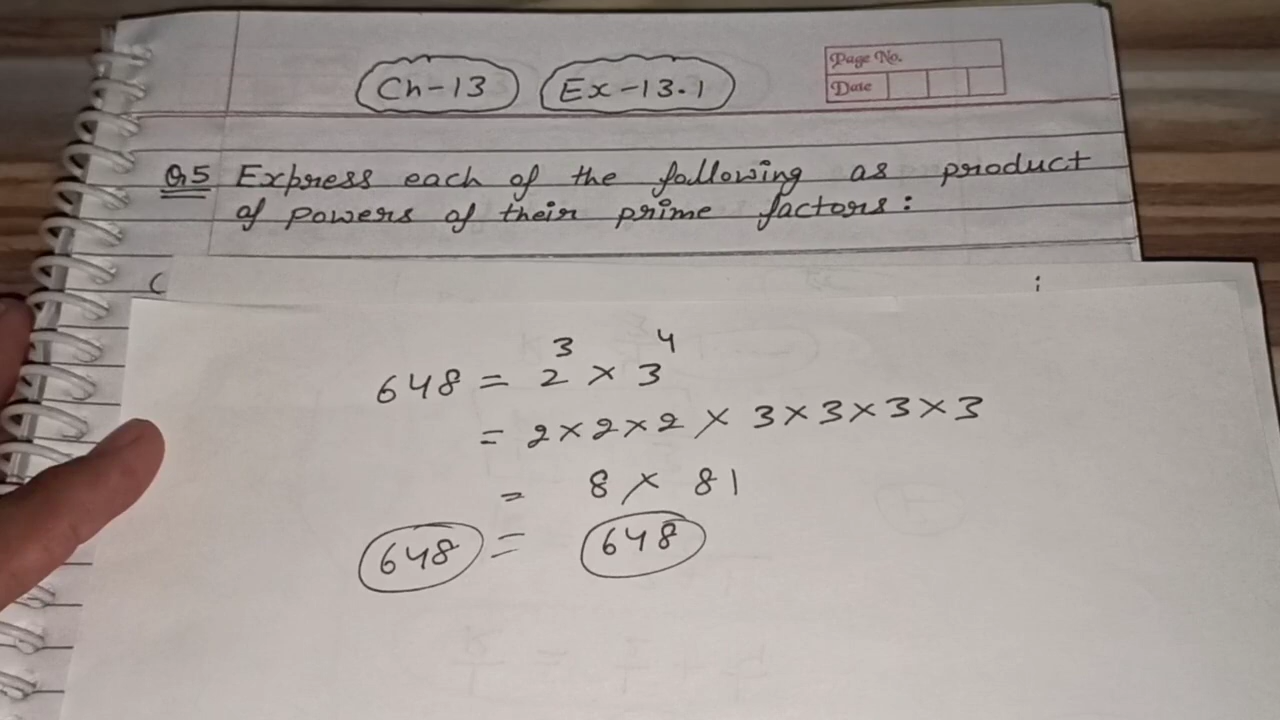 Ch-13 Ex-13.1
Page No.
Date
Q5 Express each of the following as product
of powers of their prime factors:
(
648 = 2³ × 3⁴
= 2×2×2 × 3×3×3×3
= 8 × 81
648 = 648